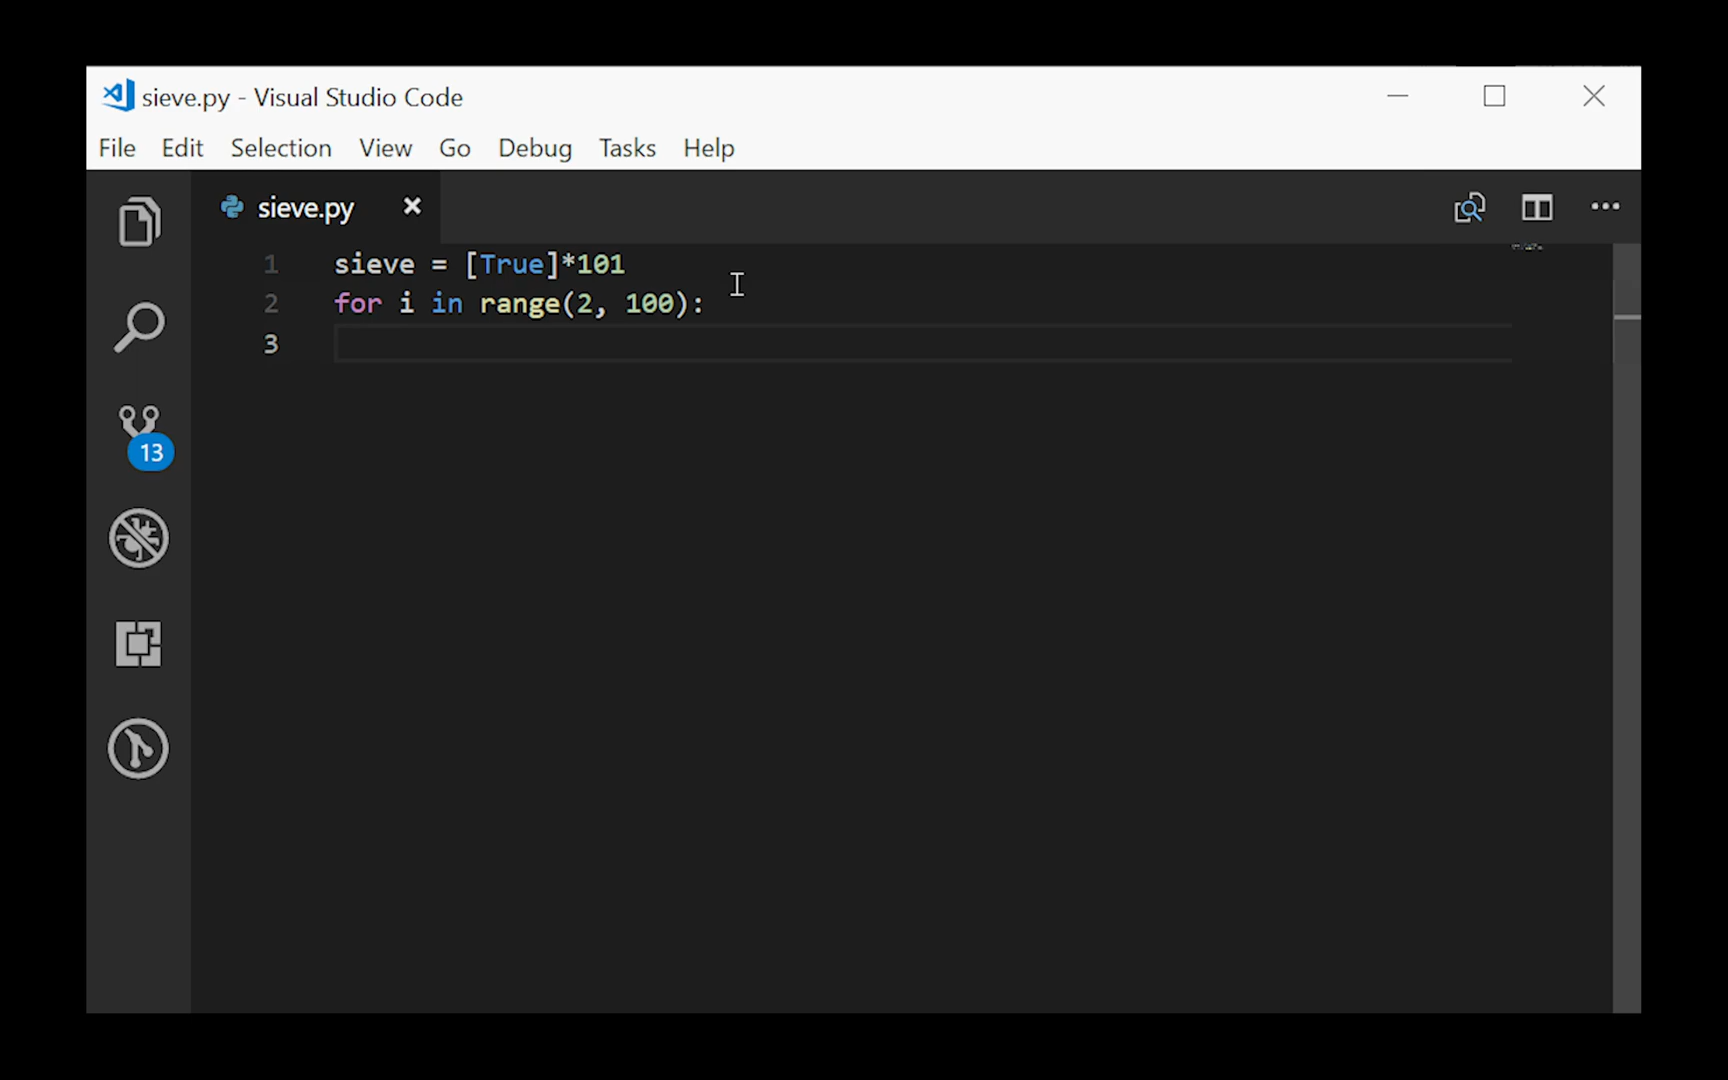 sieve.py - Visual Studio Code
File Edit Selection View Go Debug Tasks Help
sieve.py
1 sieve = [True]*101
2 for i in range(2, 100):
3
13